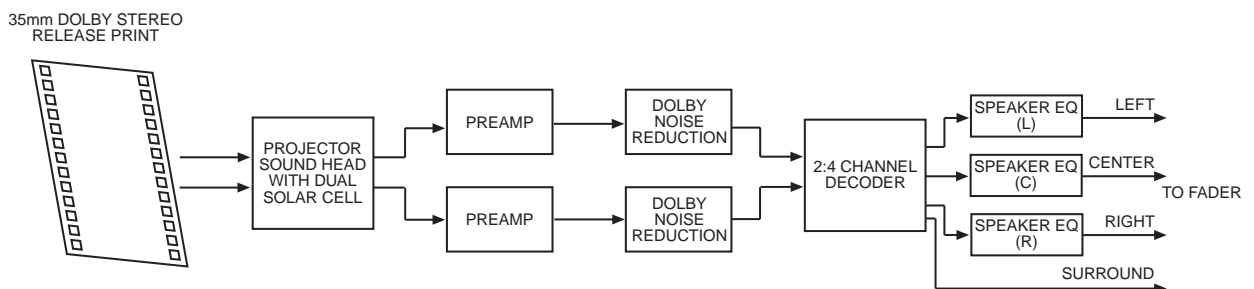 35mm DOLBY STEREO
RELEASE PRINT
PROJECTOR
SOUND HEAD
WITH DUAL
SOLAR CELL
PREAMP
DOLBY
NOISE
REDUCTION
PREAMP
DOLBY
NOISE
REDUCTION
2:4 CHANNEL
DECODER
SPEAKER EQ
(L)
LEFT
SPEAKER EQ
(C)
CENTER
TO FADER
SPEAKER EQ
(R)
RIGHT
SURROUND